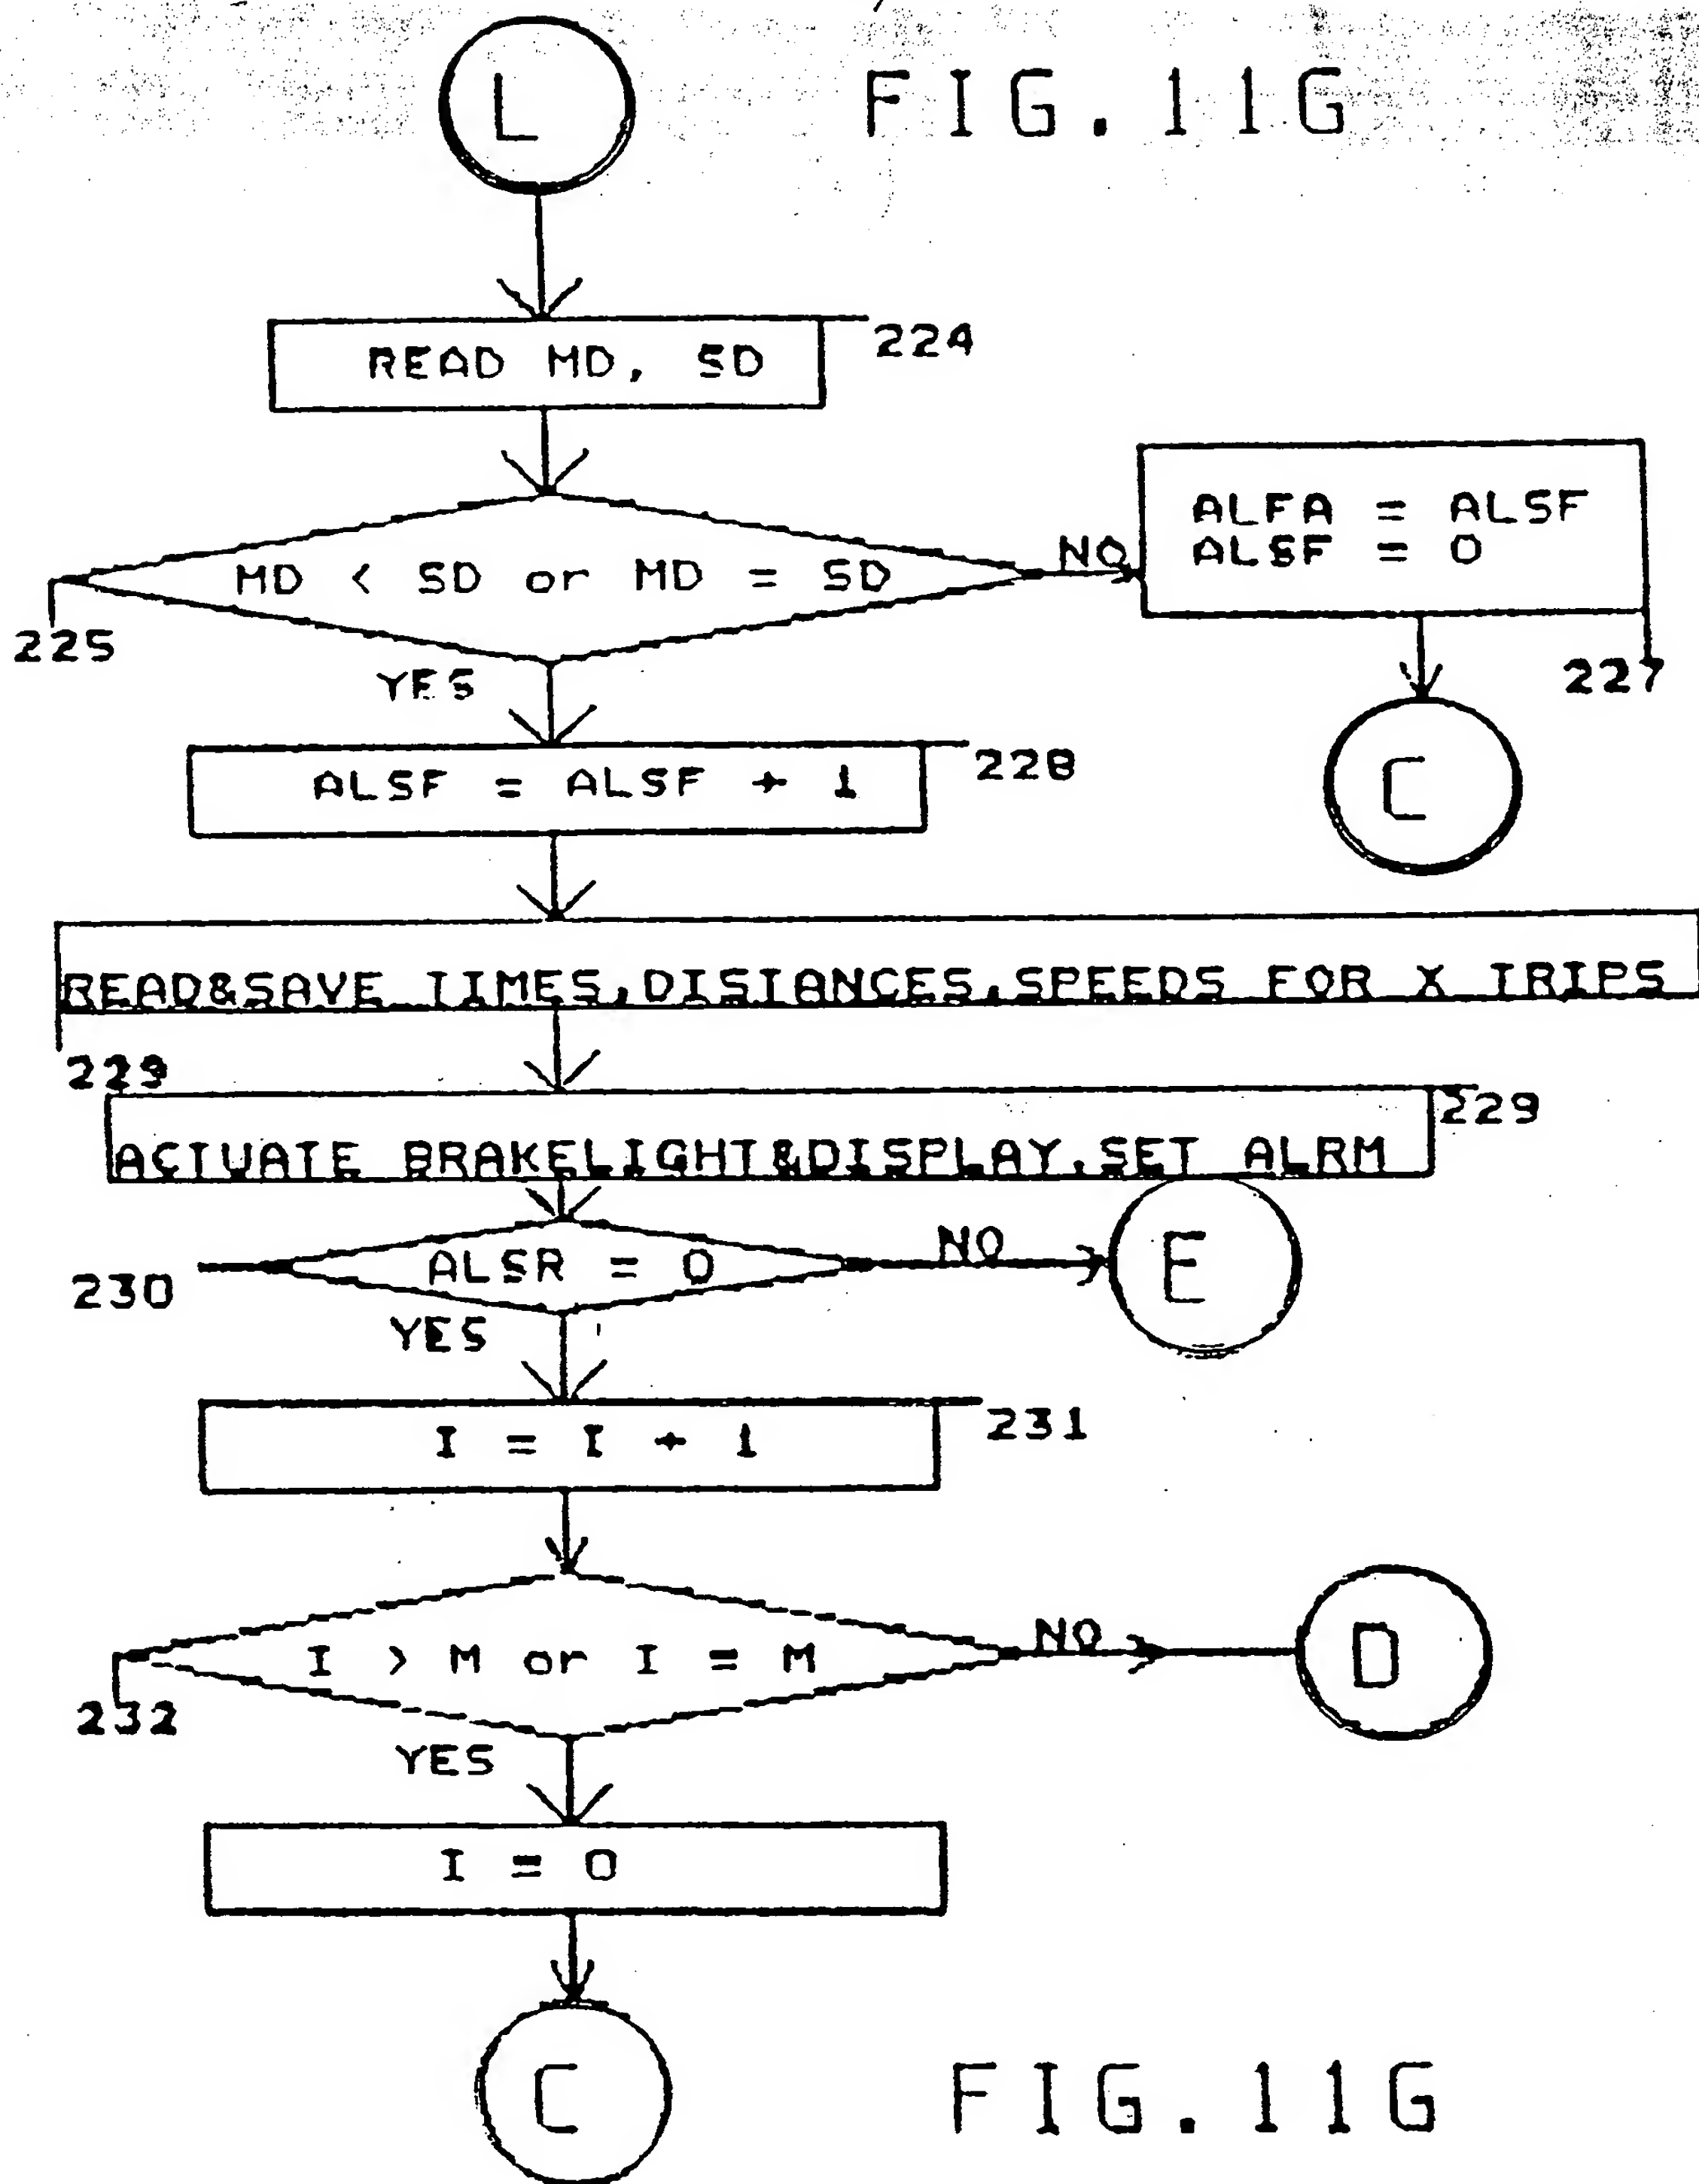 L
FIG.11G
READ MD, SD
224
MD < SD or MD = SD
NO
ALFA = ALSF
ALSF = 0
225
227
YES
C
ALSF = ALSF + 1
228
READ&SAVE TIMES,DISTANCES,SPEEDS FOR X TRIPS
229
ACTUATE BRAKELIGHT&DISPLAY,SET ALRM
229
ALSR = 0
NO
E
230
YES
I = I + 1
231
I > M or I = M
NO
D
232
YES
I = 0
C
FIG.11G